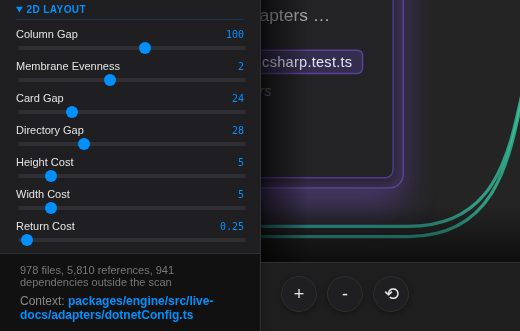 ▼ 2D LAYOUT
Column Gap 100
Membrane Evenness 2
Card Gap 24
Directory Gap 28
Height Cost 5
Width Cost 5
Return Cost 0.25
978 files, 5,810 references, 941
dependencies outside the scan
Context: packages/engine/src/live-
docs/adapters/dotnetConfig.ts
apters …
csharp.test.ts
rs
+ - ⟲